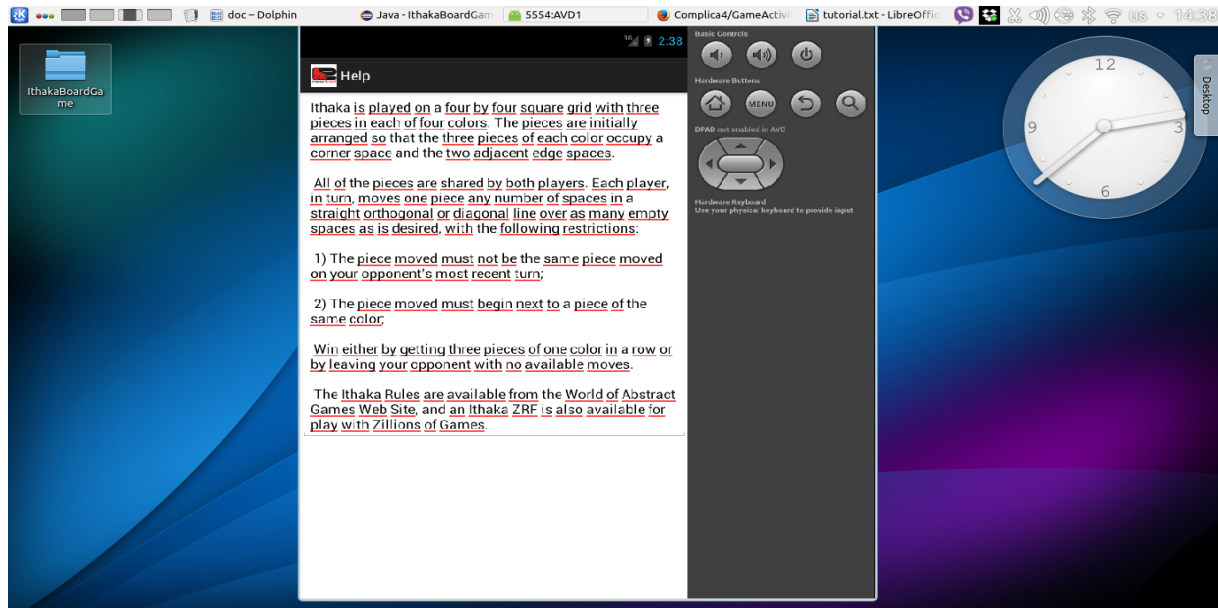 doc – Dolphin
Java - IthakaBoardGam
5554:AVD1
Complica4/GameActivi
tutorial.txt - LibreOffic
us
14:38
IthakaBoardGa
me
3G
2:38
Help
Ithaka is played on a four by four square grid with three
pieces in each of four colors. The pieces are initially
arranged so that the three pieces of each color occupy a
corner space and the two adjacent edge spaces.
All of the pieces are shared by both players. Each player,
in turn, moves one piece any number of spaces in a
straight orthogonal or diagonal line over as many empty
spaces as is desired, with the following restrictions:
1) The piece moved must not be the same piece moved
on your opponent's most recent turn;
2) The piece moved must begin next to a piece of the
same color;
Win either by getting three pieces of one color in a row or
by leaving your opponent with no available moves.
The Ithaka Rules are available from the World of Abstract
Games Web Site, and an Ithaka ZRF is also available for
play with Zillions of Games.
Basic Controls
Hardware Buttons
MENU
DPAD not enabled in AVD
Hardware Keyboard
Use your physical keyboard to provide input
12
9
3
6
Desktop